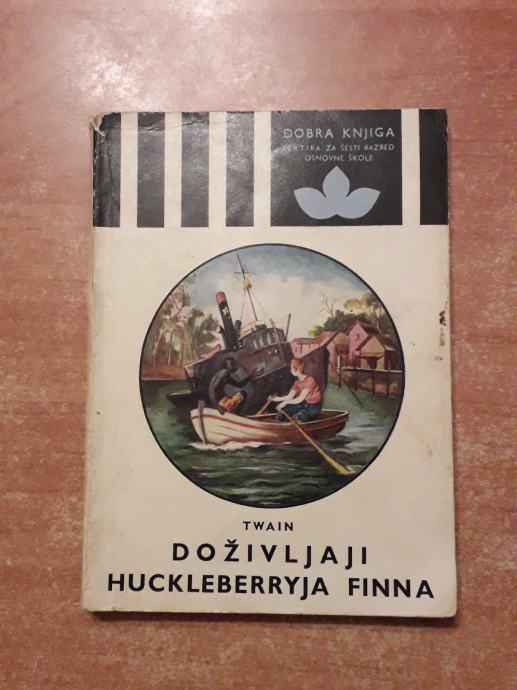 DOBRA KNJIGA
LEKTIRA ZA ŠESTI RAZRED
OSNOVNE ŠKOLE
TWAIN
DOŽIVLJAJI
HUCKLEBERRYJA FINNA